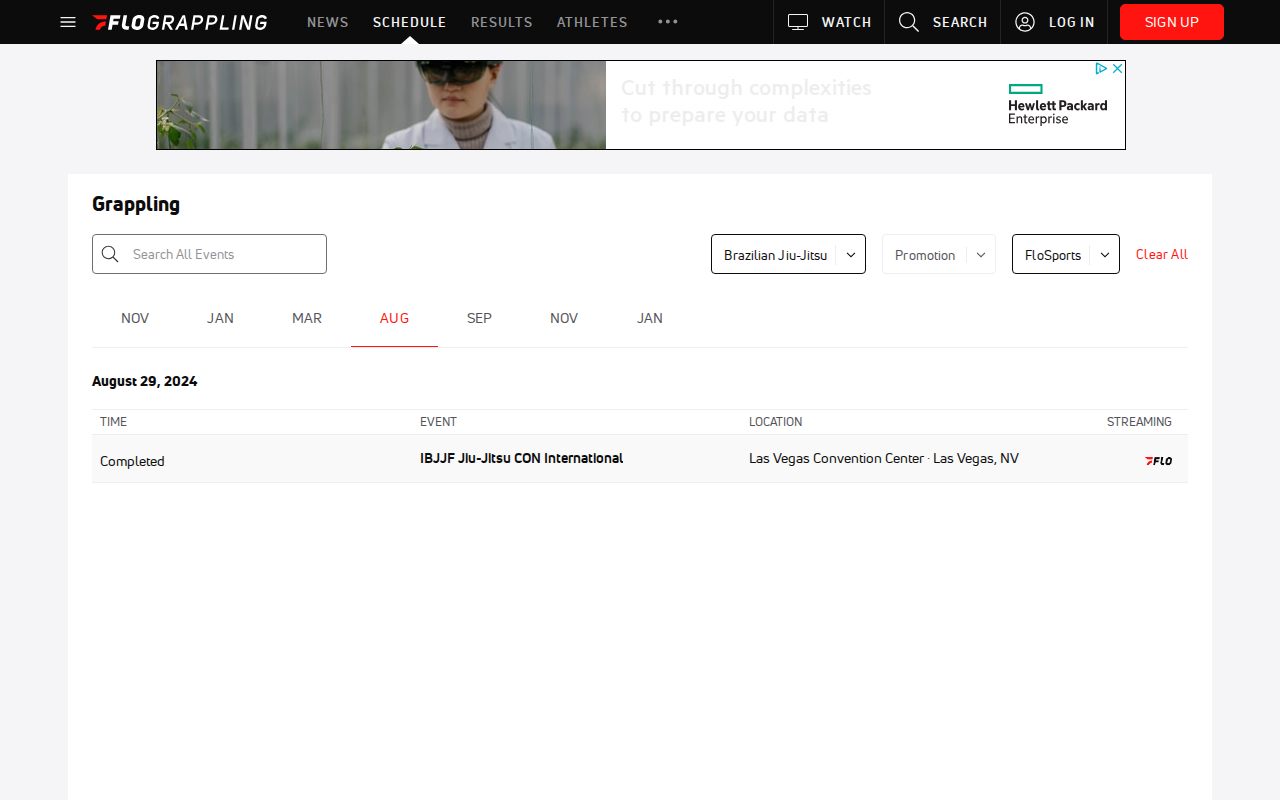 FLOGRAPPLING NEWS SCHEDULE RESULTS ATHLETES WATCH SEARCH LOG IN SIGN UP
Cut through complexities
to prepare your data
Hewlett Packard
Enterprise
Grappling
Search All Events Brazilian Jiu-Jitsu Promotion FloSports Clear All
NOV JAN MAR AUG SEP NOV JAN
August 29, 2024
TIME EVENT LOCATION STREAMING
Completed IBJJF Jiu-Jitsu CON International Las Vegas Convention Center · Las Vegas, NV FLO